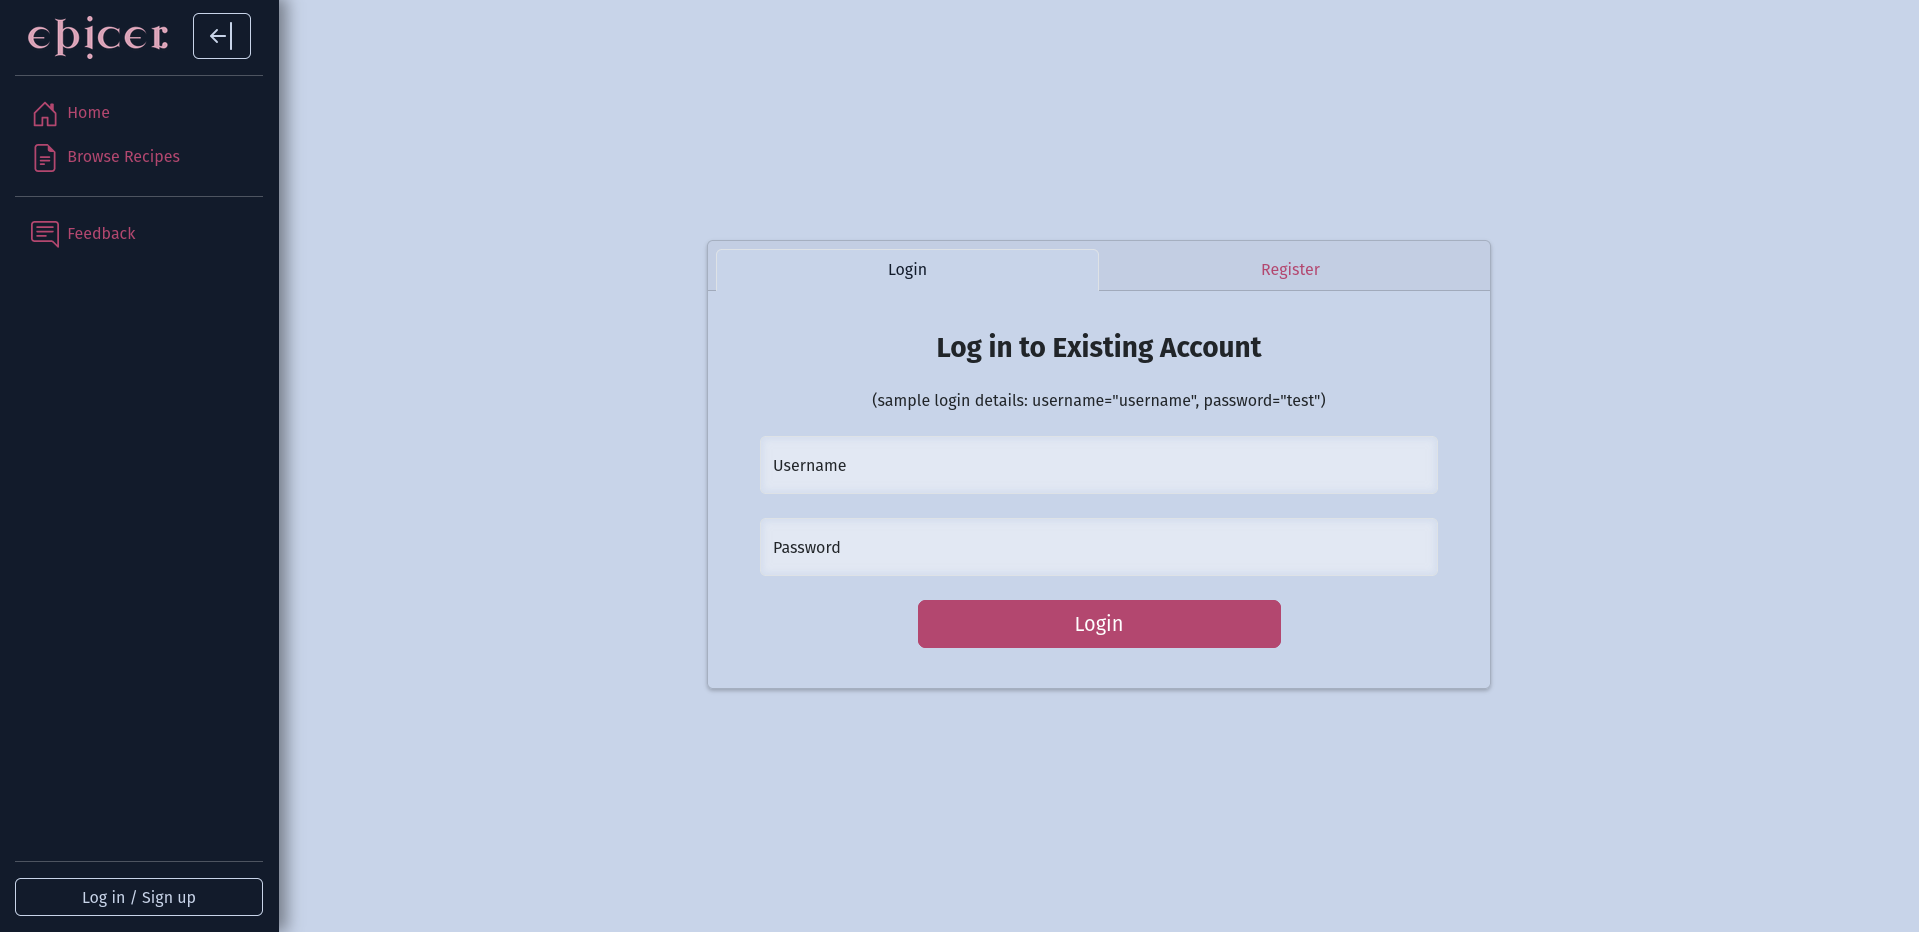 epicer
Home
Browse Recipes
Feedback
Log in / Sign up
Login
Register
Log in to Existing Account
(sample login details: username="username", password="test")
Username
Password
Login